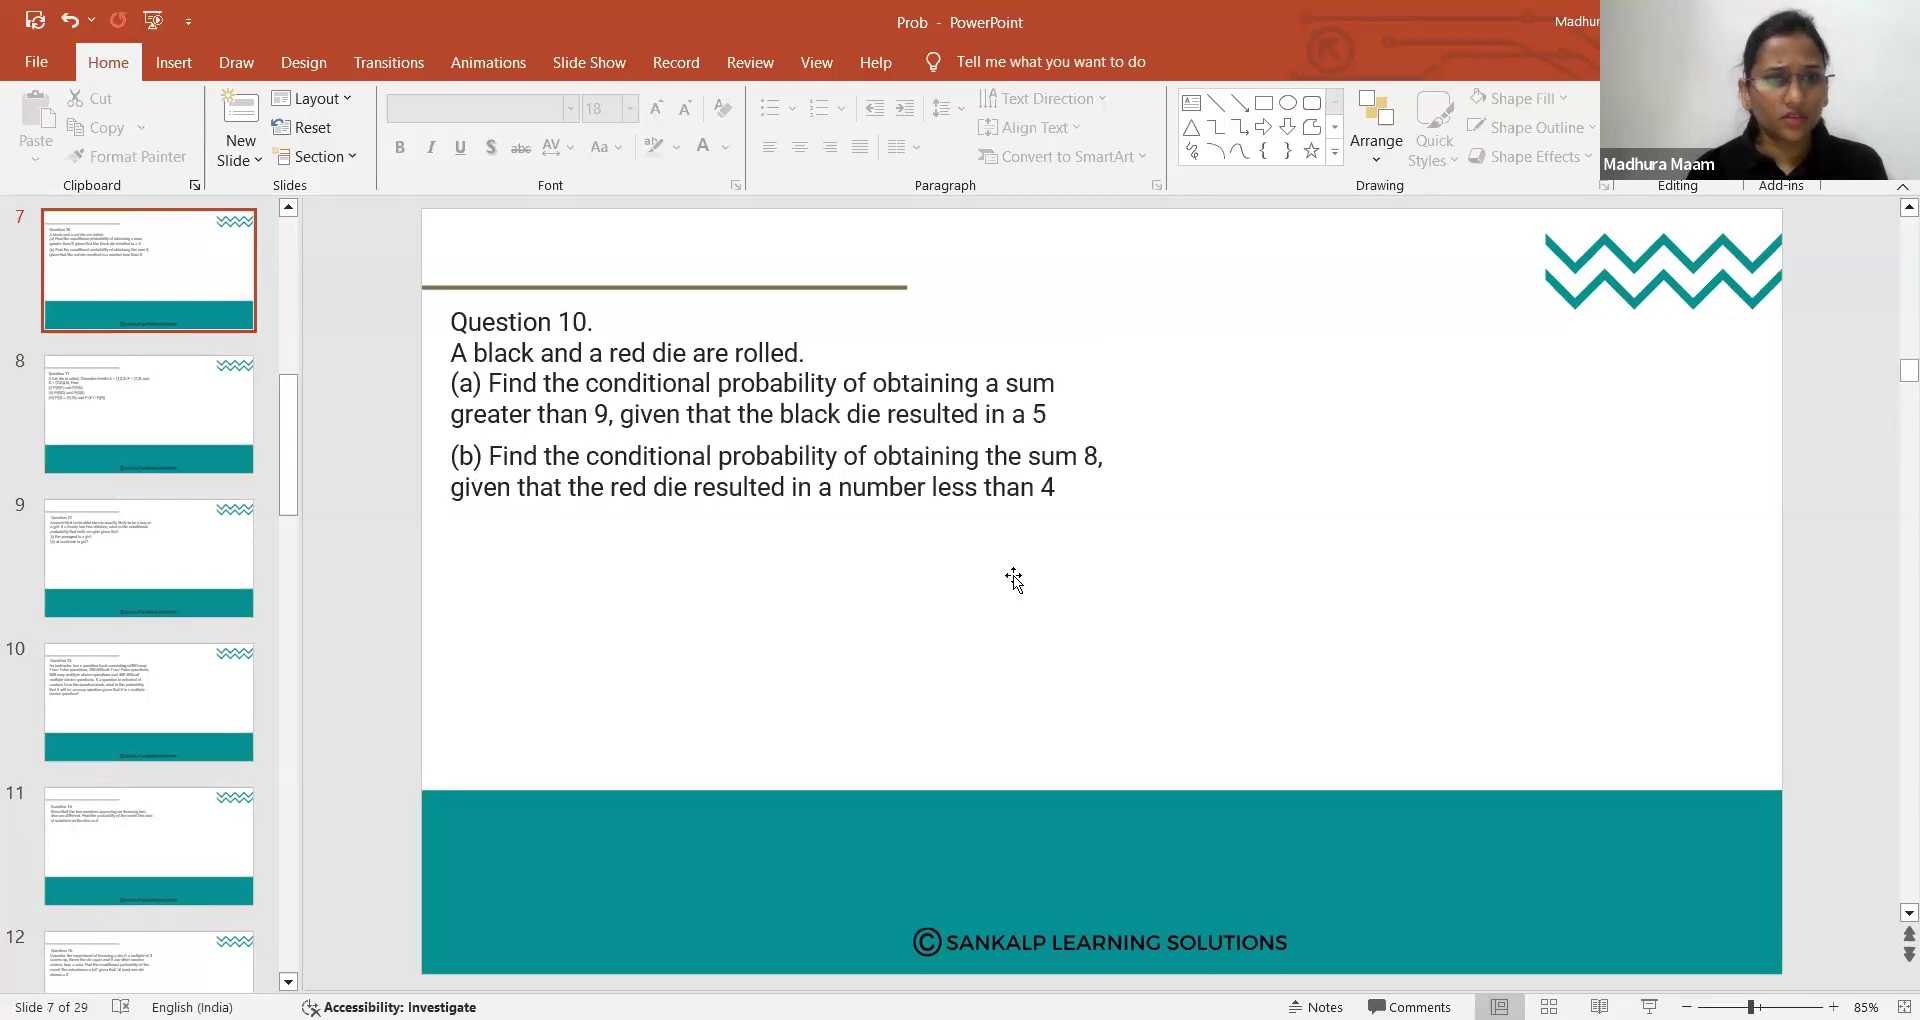 Prob - PowerPoint
Madhur
File Home Insert Draw Design Transitions Animations Slide Show Record Review View Help Tell me what you want to do
Paste
Cut
Copy
Format Painter
Clipboard
New Slide
Layout
Reset
Section
Slides
18
B I U S abc AV Aa A
Font
Text Direction
Align Text
Convert to SmartArt
Paragraph
Arrange
Quick Styles
Shape Fill
Shape Outline
Shape Effects
Drawing
Editing
Add-ins
Madhura Maam
7
8
9
10
11
12
Question 10.
A black and a red die are rolled.
(a) Find the conditional probability of obtaining a sum
greater than 9, given that the black die resulted in a 5
(b) Find the conditional probability of obtaining the sum 8,
given that the red die resulted in a number less than 4
© SANKALP LEARNING SOLUTIONS
Slide 7 of 29
English (India)
Accessibility: Investigate
Notes
Comments
85%